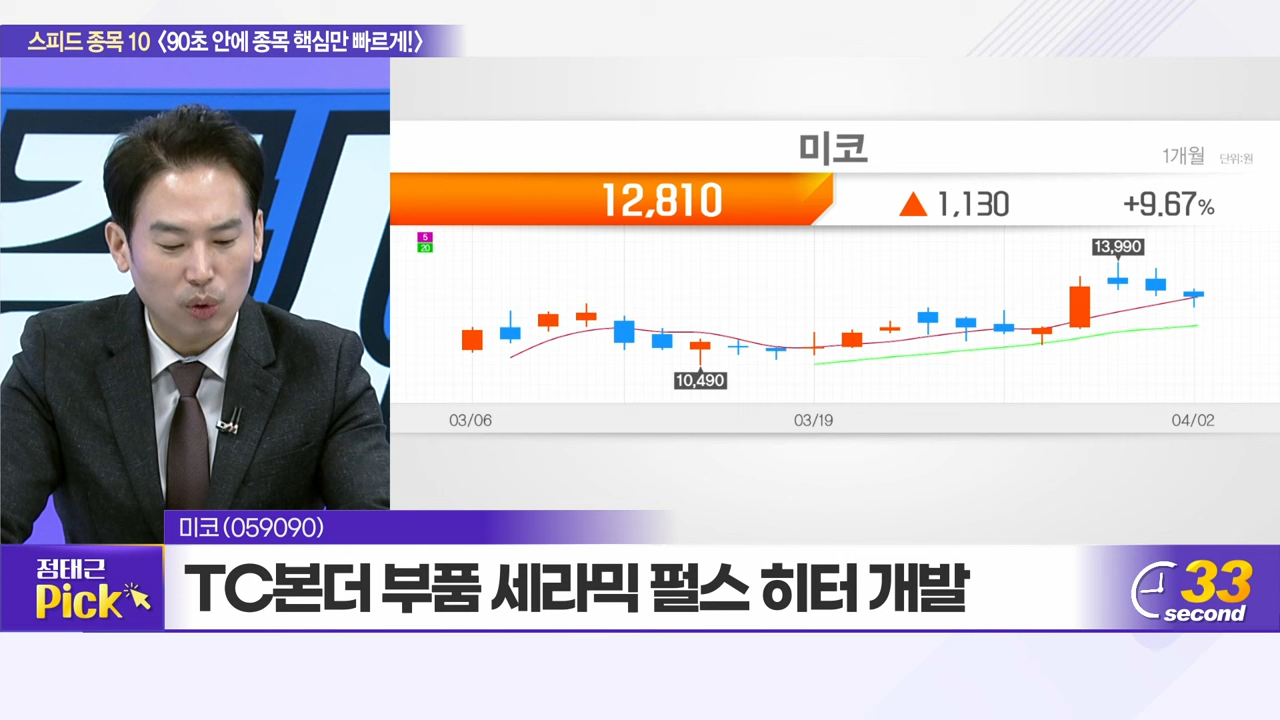 스피드 종목 10 〈90초 안에 종목 핵심만 빠르게!〉
미코
1개월 단위:원
12,810 ▲ 1,130 +9.67%
5
20
13,990
10,490
03/06 03/19 04/02
미코(059090)
정태근
Pick
TC본더 부품 세라믹 펄스 히터 개발
33
second